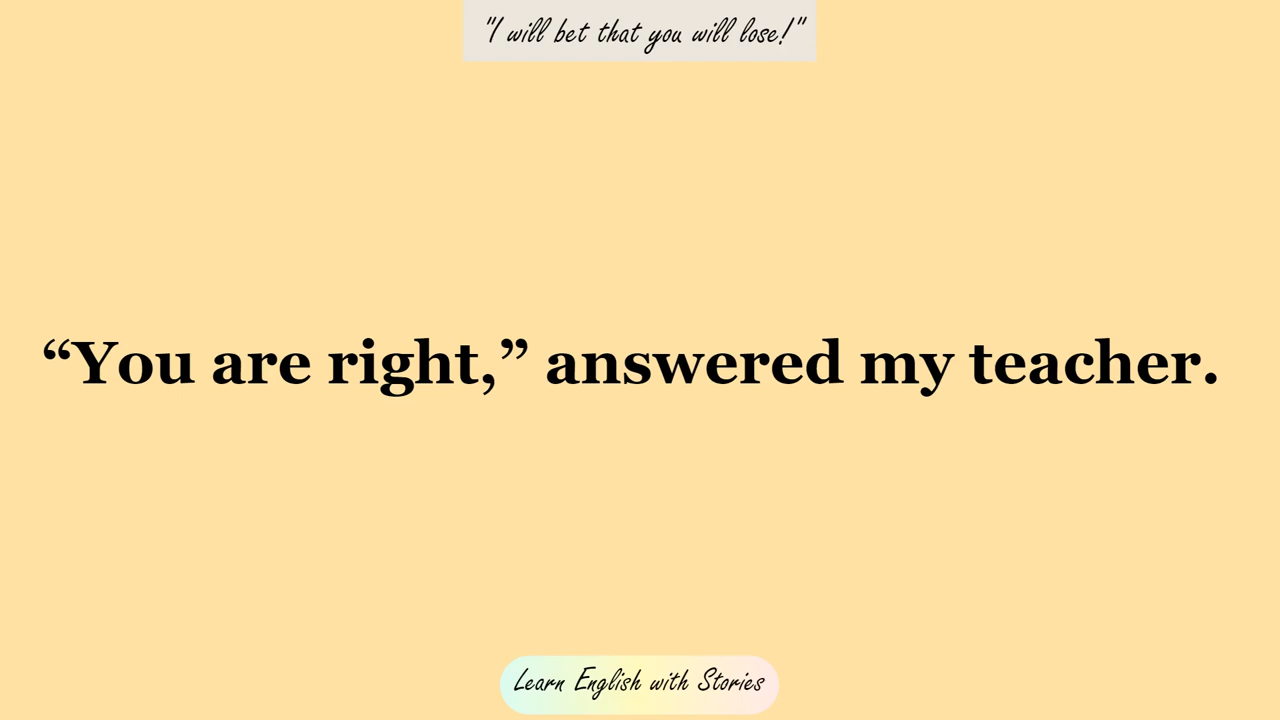 "I will bet that you will lose!"
“You are right,” answered my teacher.
Learn English with Stories